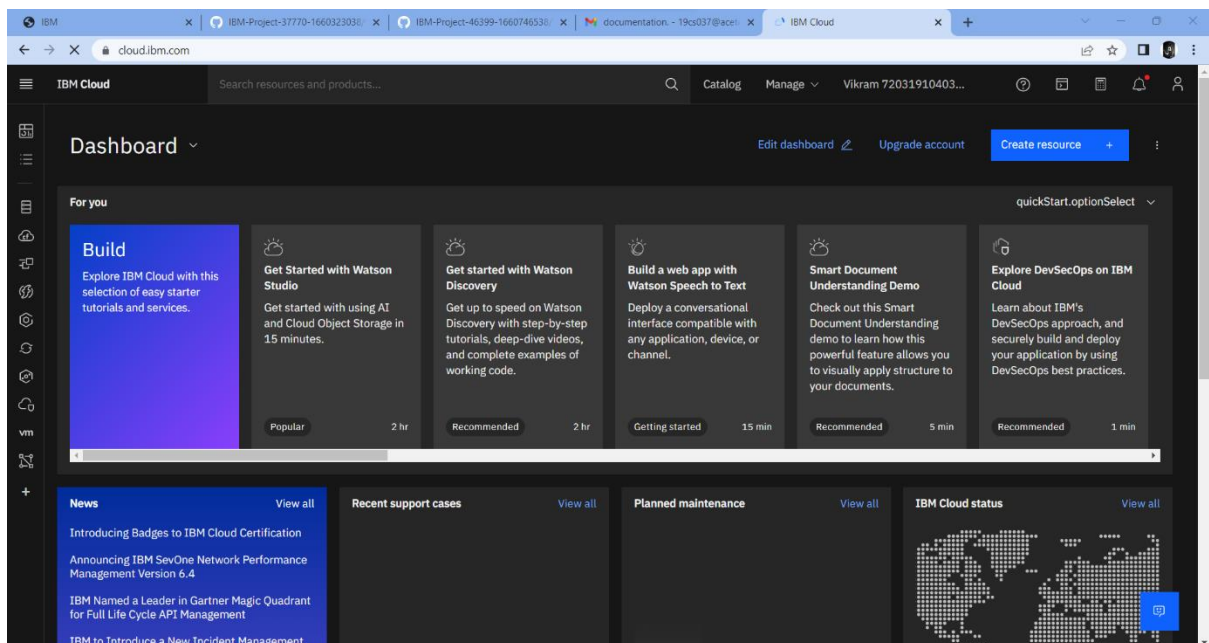 IBM
IBM-Project-37770-1660323038/
IBM-Project-46399-1660746538/
documentation. - 19cs037@acet
IBM Cloud
cloud.ibm.com
IBM Cloud
Search resources and products...
Catalog
Manage
Vikram 72031910403...
Dashboard
Edit dashboard
Upgrade account
Create resource +
For you
quickStart.optionSelect
Build
Explore IBM Cloud with this
selection of easy starter
tutorials and services.
Get Started with Watson
Studio
Get started with using AI
and Cloud Object Storage in
15 minutes.
Popular
2 hr
Get started with Watson
Discovery
Get up to speed on Watson
Discovery with step-by-step
tutorials, deep-dive videos,
and complete examples of
working code.
Recommended
2 hr
Build a web app with
Watson Speech to Text
Deploy a conversational
interface compatible with
any application, device, or
channel.
Getting started
15 min
Smart Document
Understanding Demo
Check out this Smart
Document Understanding
demo to learn how this
powerful feature allows you
to visually apply structure to
your documents.
Recommended
5 min
Explore DevSecOps on IBM
Cloud
Learn about IBM's
DevSecOps approach, and
securely build and deploy
your application by using
DevSecOps best practices.
Recommended
1 min
vm
News
View all
Introducing Badges to IBM Cloud Certification
Announcing IBM SevOne Network Performance
Management Version 6.4
IBM Named a Leader in Gartner Magic Quadrant
for Full Life Cycle API Management
IBM to Introduce a New Incident Management
Recent support cases
View all
Planned maintenance
View all
IBM Cloud status
View all